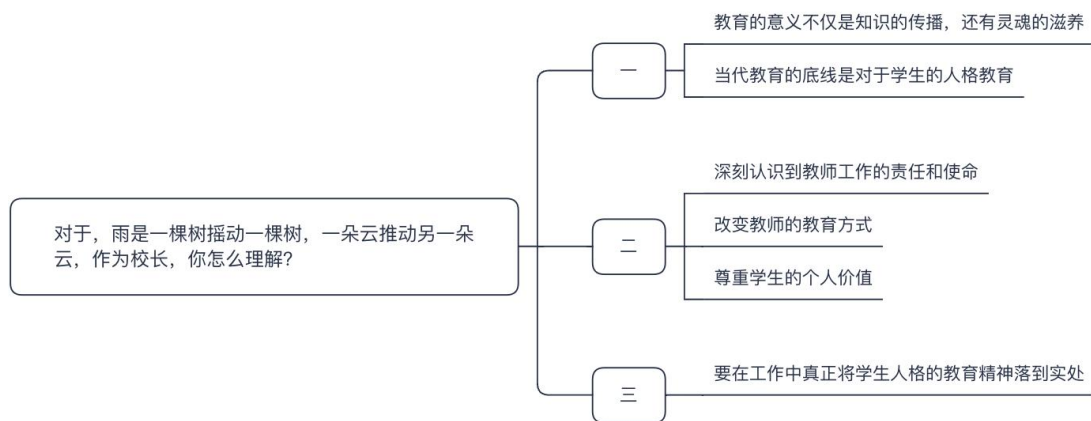 对于，雨是一棵树摇动一棵树，一朵云推动另一朵
云，作为校长，你怎么理解？
一
教育的意义不仅是知识的传播，还有灵魂的滋养
当代教育的底线是对于学生的人格教育
二
深刻认识到教师工作的责任和使命
改变教师的教育方式
尊重学生的个人价值
三
要在工作中真正将学生人格的教育精神落到实处